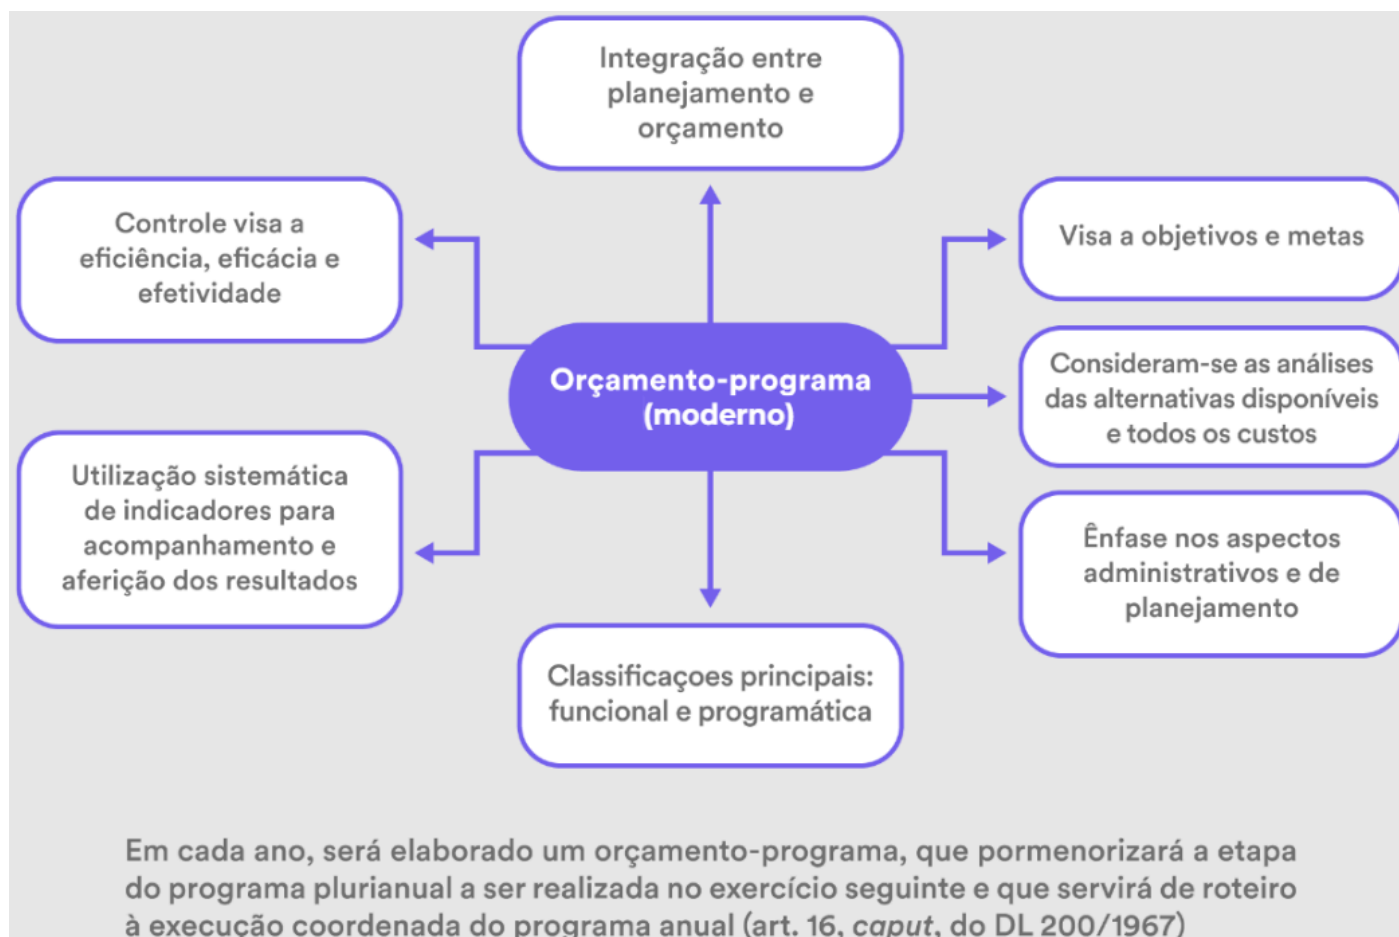 Integração entre
planejamento e
orçamento
Controle visa a
eficiência, eficácia e
efetividade
Visa a objetivos e metas
Orçamento-programa
(moderno)
Consideram-se as análises
das alternativas disponíveis
e todos os custos
Utilização sistemática
de indicadores para
acompanhamento e
aferição dos resultados
Ênfase nos aspectos
administrativos e de
planejamento
Classificaçoes principais:
funcional e programática
Em cada ano, será elaborado um orçamento-programa, que pormenorizará a etapa
do programa plurianual a ser realizada no exercício seguinte e que servirá de roteiro
à execução coordenada do programa anual (art. 16, caput, do DL 200/1967)